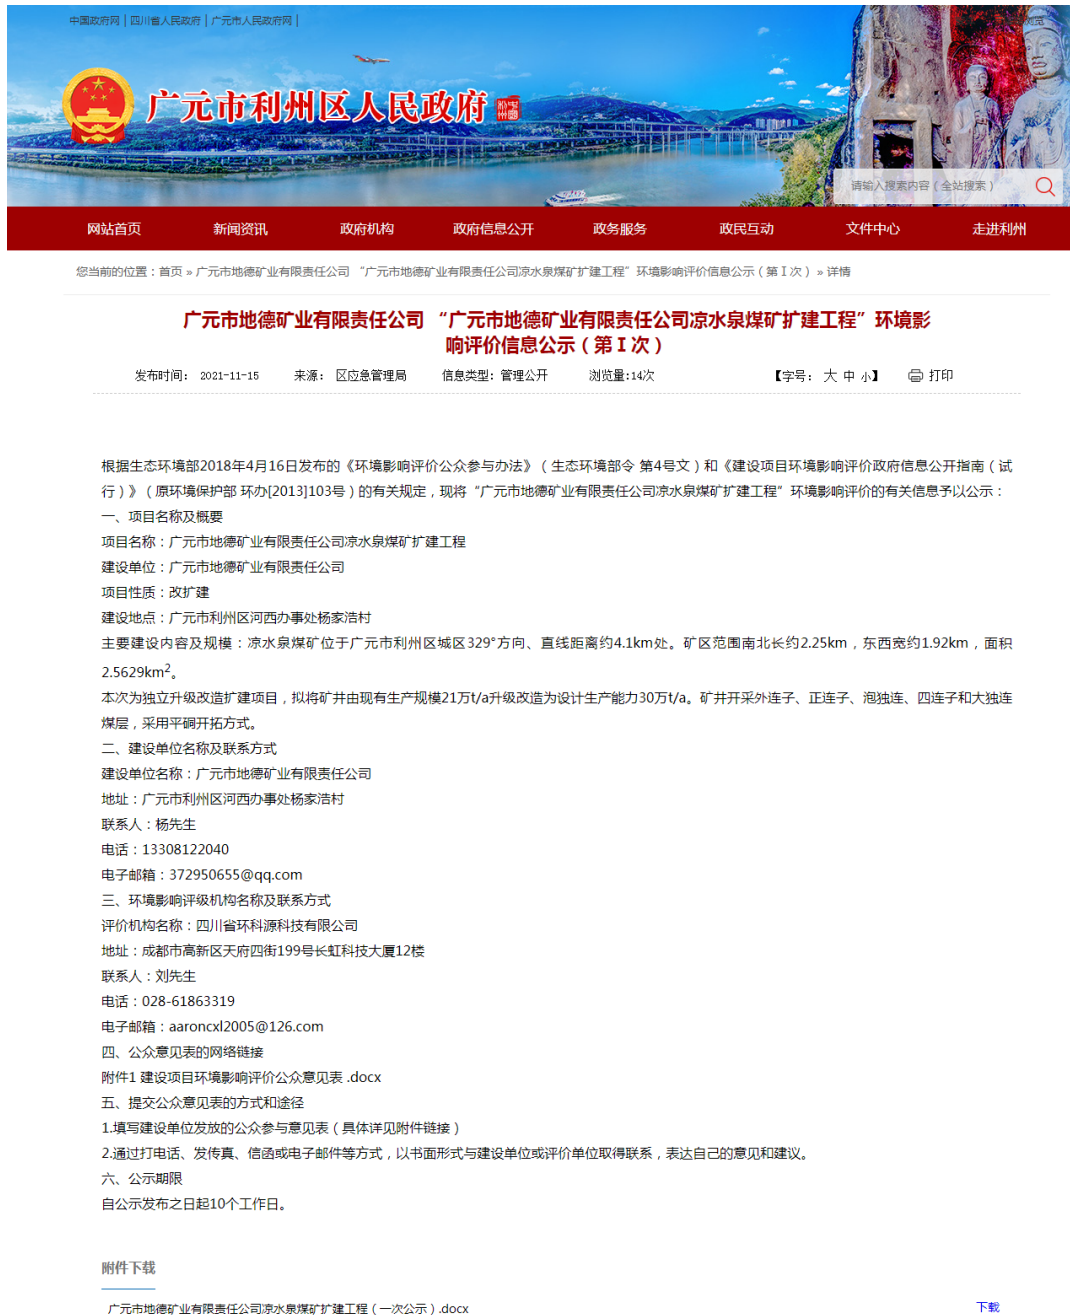 中国政府网 | 四川省人民政府 | 广元市人民政府网 |
浏览
广元市利州区人民政府
请输入搜索内容（全站搜索）
网站首页 新闻资讯 政府机构 政府信息公开 政务服务 政民互动 文件中心 走进利州
您当前的位置：首页 » 广元市地德矿业有限责任公司 “广元市地德矿业有限责任公司凉水泉煤矿扩建工程”环境影响评价信息公示（第 I 次） » 详情
广元市地德矿业有限责任公司 “广元市地德矿业有限责任公司凉水泉煤矿扩建工程”环境影
响评价信息公示（第 I 次）
发布时间： 2021-11-15 来源： 区应急管理局 信息类型：管理公开 浏览量:14次 【字号： 大 中 小】 打印
根据生态环境部2018年4月16日发布的《环境影响评价公众参与办法》（生态环境部令 第4号文）和《建设项目环境影响评价政府信息公开指南（试
行）》（原环境保护部 环办[2013]103号）的有关规定，现将“广元市地德矿业有限责任公司凉水泉煤矿扩建工程”环境影响评价的有关信息予以公示：
一、项目名称及概要
项目名称：广元市地德矿业有限责任公司凉水泉煤矿扩建工程
建设单位：广元市地德矿业有限责任公司
项目性质：改扩建
建设地点：广元市利州区河西办事处杨家浩村
主要建设内容及规模：凉水泉煤矿位于广元市利州区城区329°方向、直线距离约4.1km处。矿区范围南北长约2.25km，东西宽约1.92km，面积
2.5629km²。
本次为独立升级改造扩建项目，拟将矿井由现有生产规模21万t/a升级改造为设计生产能力30万t/a。矿井开采外连子、正连子、泡独连、四连子和大独连
煤层，采用平硐开拓方式。
二、建设单位名称及联系方式
建设单位名称：广元市地德矿业有限责任公司
地址：广元市利州区河西办事处杨家浩村
联系人：杨先生
电话：13308122040
电子邮箱：372950655@qq.com
三、环境影响评级机构名称及联系方式
评价机构名称：四川省环科源科技有限公司
地址：成都市高新区天府四街199号长虹科技大厦12楼
联系人：刘先生
电话：028-61863319
电子邮箱：aaroncxl2005@126.com
四、公众意见表的网络链接
附件1 建设项目环境影响评价公众意见表 .docx
五、提交公众意见表的方式和途径
1.填写建设单位发放的公众参与意见表（具体详见附件链接）
2.通过打电话、发传真、信函或电子邮件等方式，以书面形式与建设单位或评价单位取得联系，表达自己的意见和建议。
六、公示期限
自公示发布之日起10个工作日。
附件下载
广元市地德矿业有限责任公司凉水泉煤矿扩建工程（一次公示）.docx 下载